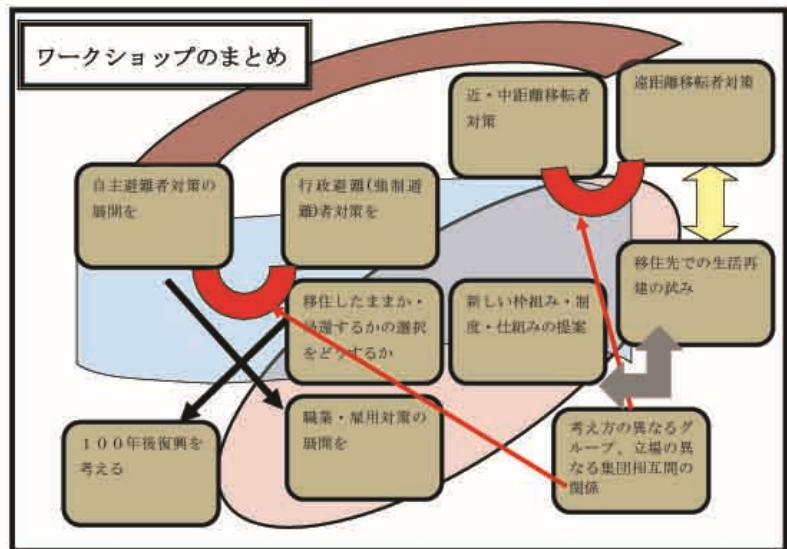 ワークショップのまとめ
近・中距離移転者
対策
遠距離移転者対策
自主避難者対策の
展開を
行政避難(強制避
難)者対策を
移住先での生活再
建の試み
移住したままか・
帰還するかの選択
をどうするか
新しい枠組み・制
度・仕組みの提案
100年後復興を
考える
職業・雇用対策の
展開を
考え方の異なるグ
ループ、立場の異
なる集団相互間の
関係